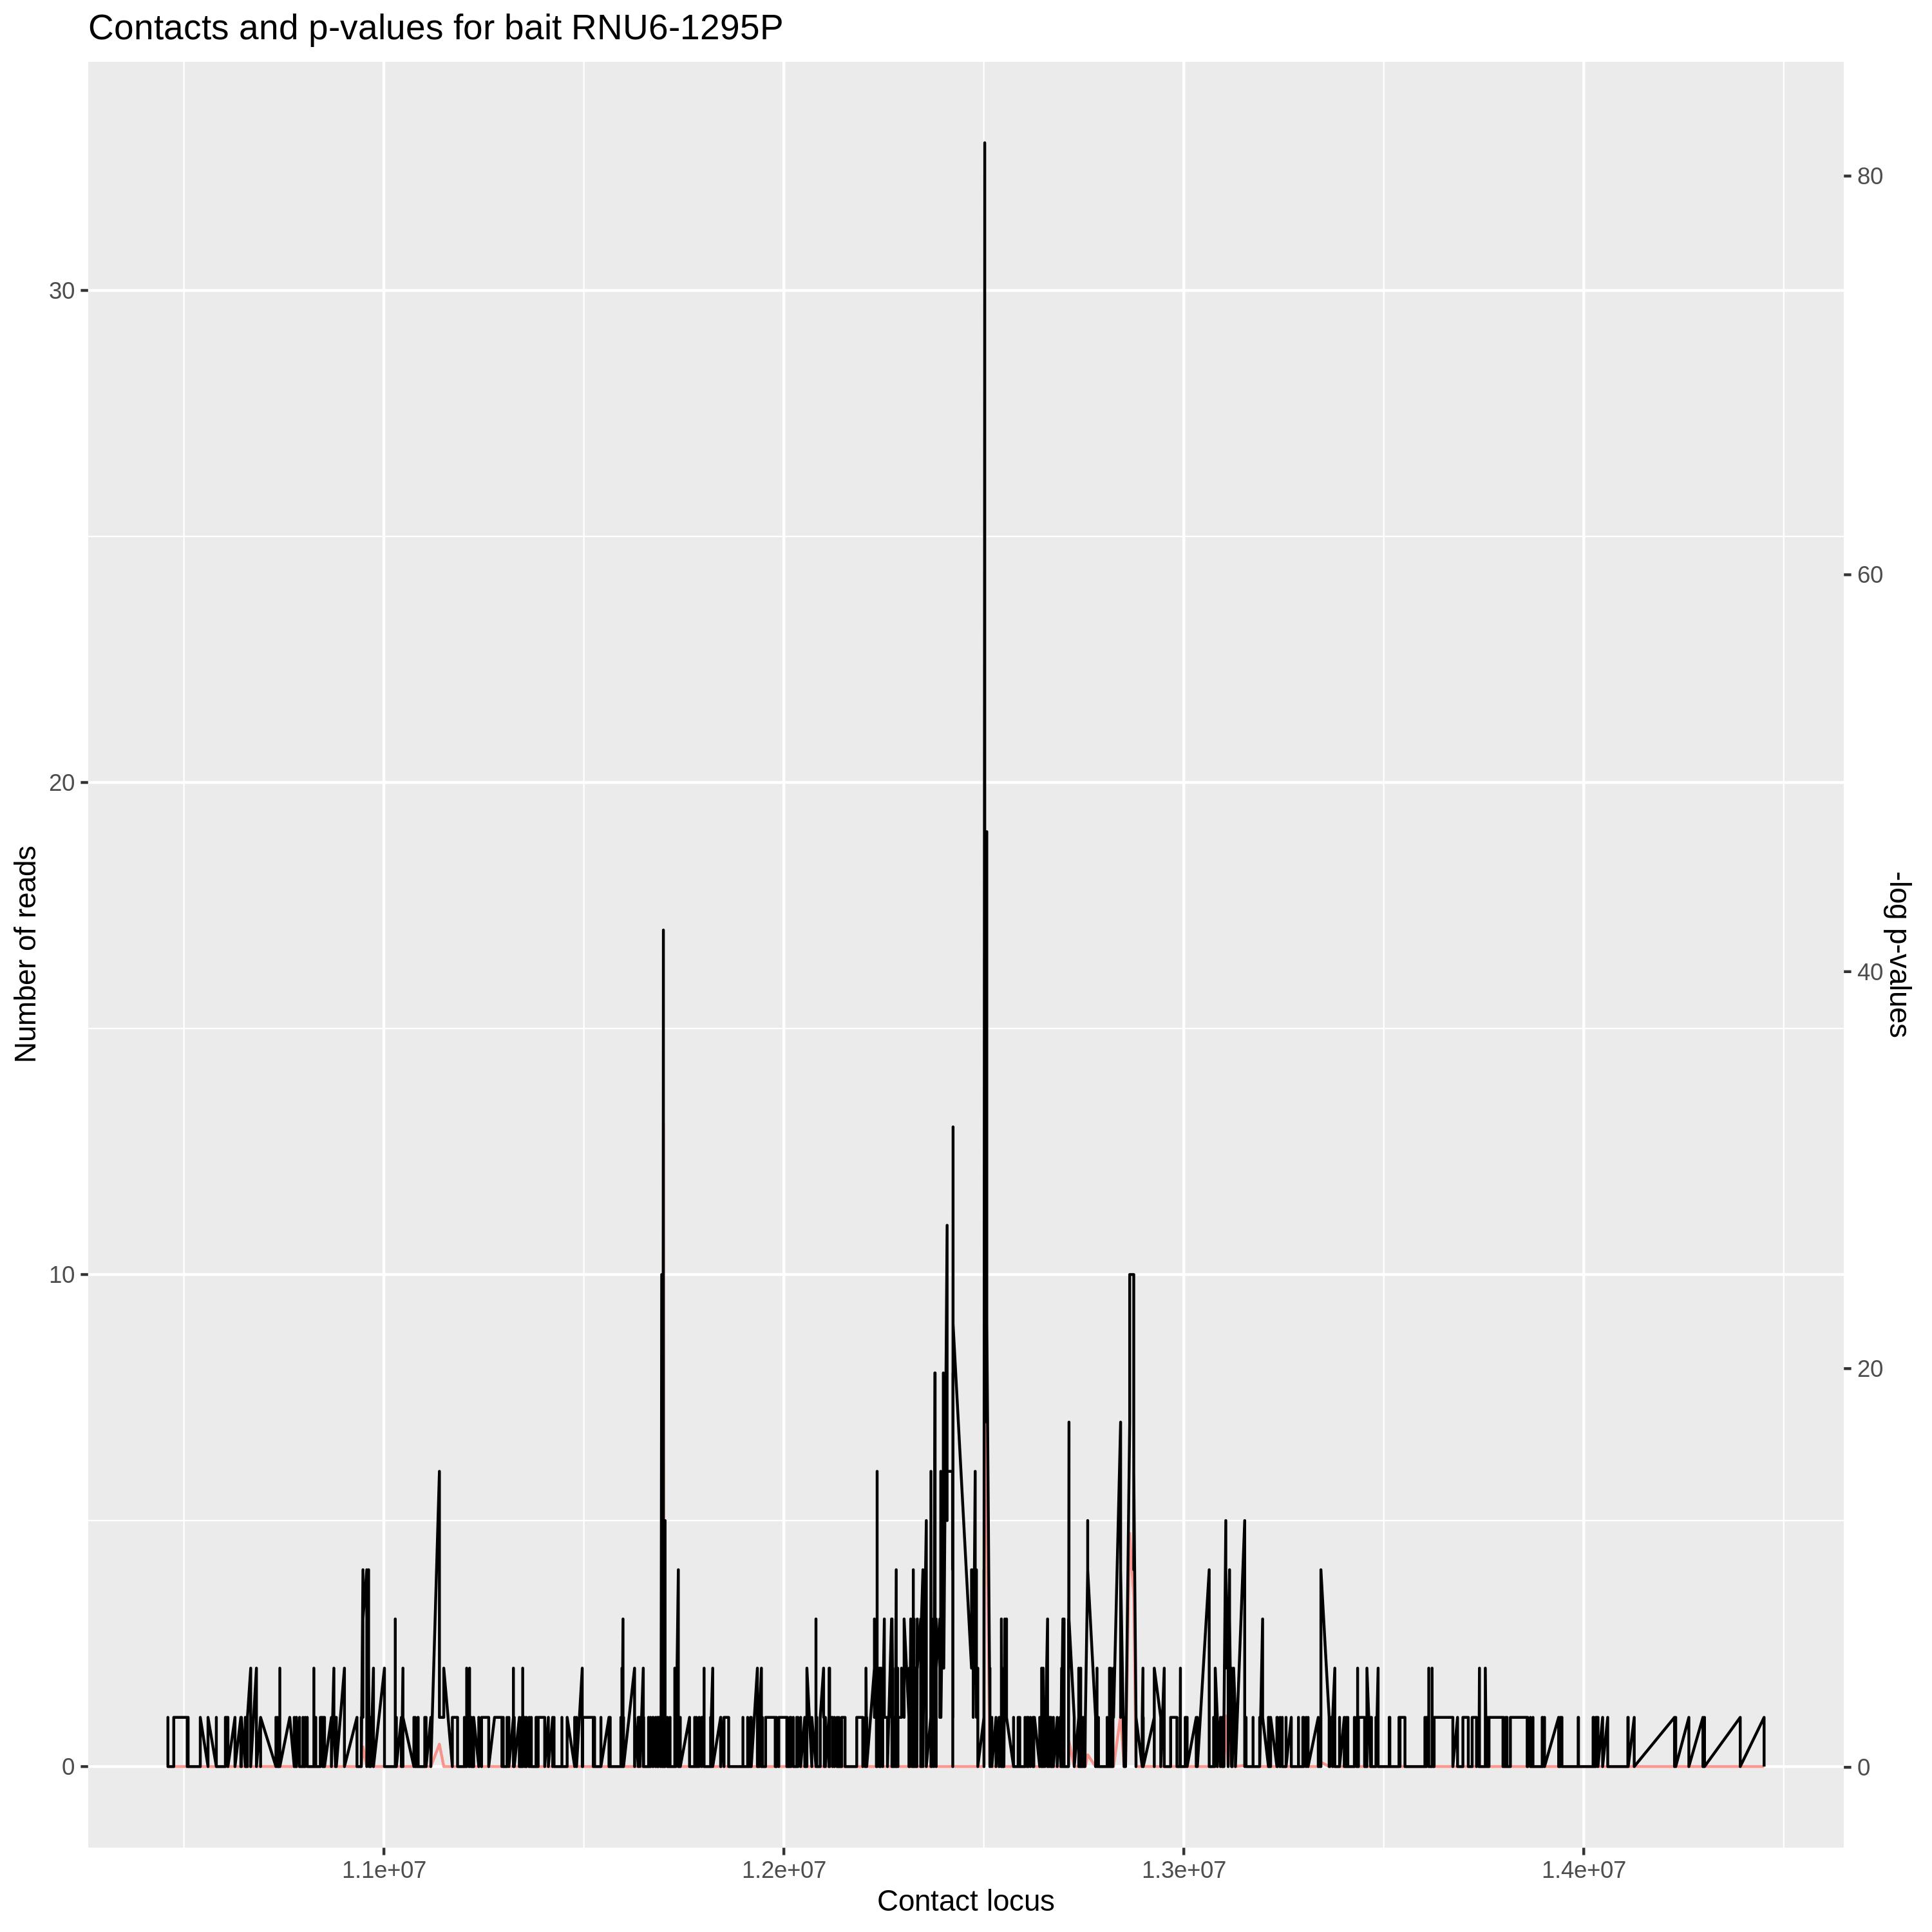 Contacts and p-values for bait RNU6-1295P
30
20
10
0
Number of reads
80
60
40
20
0
-log p-values
1.1e+07
1.2e+07
1.3e+07
1.4e+07
Contact locus